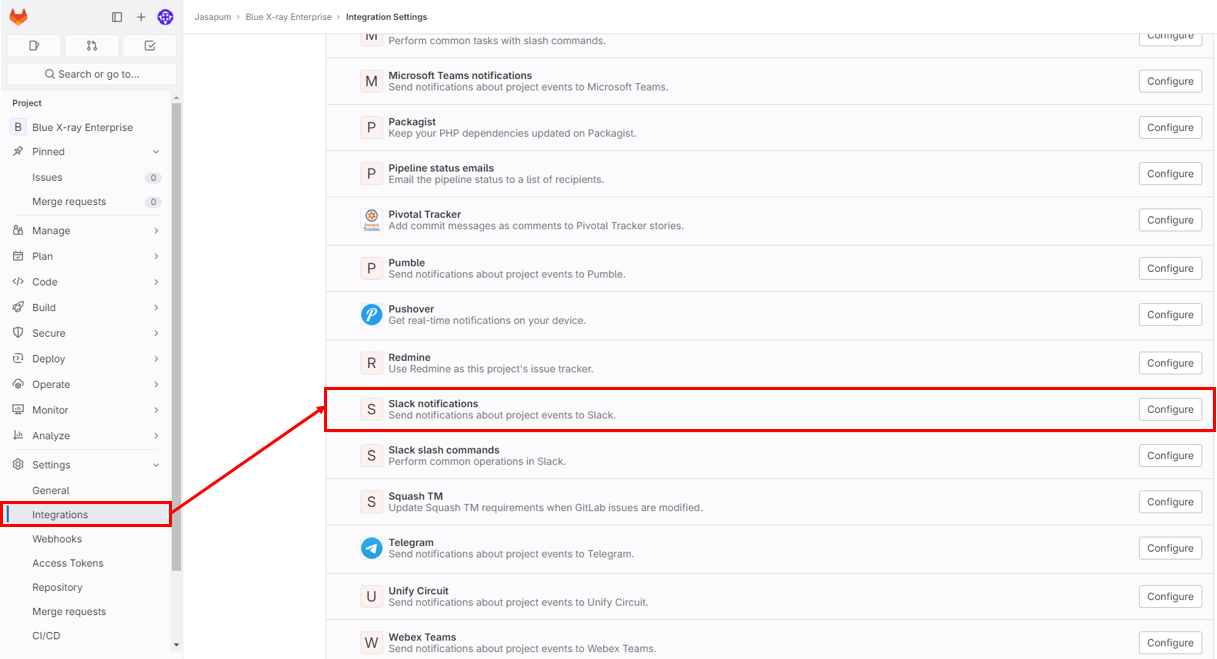 Jasapum › Blue X-ray Enterprise › Integration Settings
Search or go to...
Project
B Blue X-ray Enterprise
Pinned
Issues 0
Merge requests 0
Manage
Plan
Code
Build
Secure
Deploy
Operate
Monitor
Analyze
Settings
General
Integrations
Webhooks
Access Tokens
Repository
Merge requests
CI/CD
M
Perform common tasks with slash commands.
Configure
M Microsoft Teams notifications
Send notifications about project events to Microsoft Teams.
Configure
P Packagist
Keep your PHP dependencies updated on Packagist.
Configure
P Pipeline status emails
Email the pipeline status to a list of recipients.
Configure
Pivotal Tracker
Add commit messages as comments to Pivotal Tracker stories.
Configure
P Pumble
Send notifications about project events to Pumble.
Configure
Pushover
Get real-time notifications on your device.
Configure
R Redmine
Use Redmine as this project's issue tracker.
Configure
S Slack notifications
Send notifications about project events to Slack.
Configure
S Slack slash commands
Perform common operations in Slack.
Configure
S Squash TM
Update Squash TM requirements when GitLab issues are modified.
Configure
Telegram
Send notifications about project events to Telegram.
Configure
U Unify Circuit
Send notifications about project events to Unify Circuit.
Configure
W Webex Teams
Send notifications about project events to Webex Teams.
Configure